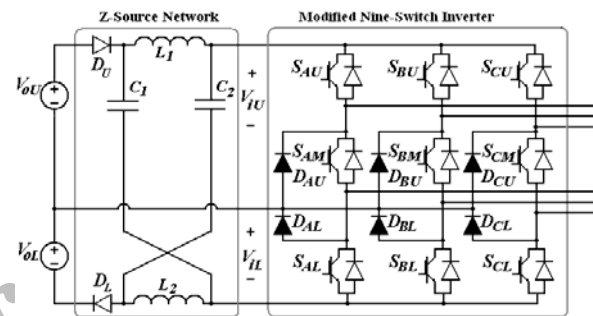 Z-Source Network
Modified Nine-Switch Inverter
D_U
L_1
C_1
C_2
V_oU
+
V_iU
−
S_AU
S_BU
S_CU
S_AM
S_BM
S_CM
D_AU
D_BU
D_CU
D_AL
D_BL
D_CL
V_oL
+
V_iL
−
S_AL
S_BL
S_CL
D_L
L_2